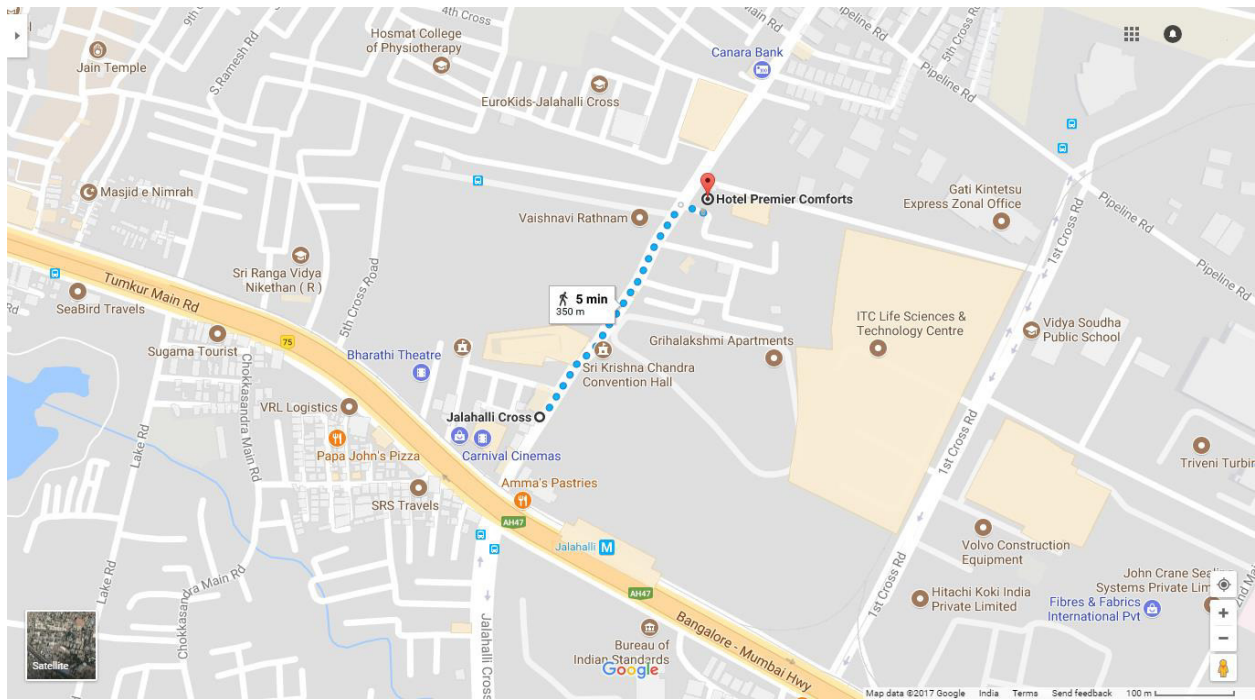 4th Cross
9th Cross
Hosmat College
of Physiotherapy
Main Rd
Jain Temple
S.Ramesh Rd
Canara Bank
5th Cross
Pipeline Rd
EuroKids-Jalahalli Cross
Masjid e Nimrah
Hotel Premier Comforts
Gati Kintetsu
Express Zonal Office
Vaishnavi Rathnam
Pipeline Rd
1st Cross Rd
Sri Ranga Vidya
Nikethan ( R )
5th Cross Road
Pipeline Rd
Tumkur Main Rd
Rd
SeaBird Travels
5 min
350 m
ITC Life Sciences &
Technology Centre
Vidya Soudha
Public School
75
Sugama Tourist
Bharathi Theatre
Grihalakshmi Apartments
Sri Krishna Chandra
Convention Hall
Chokkasandra Main Rd
VRL Logistics
Jalahalli Cross
Lake Rd
Papa John's Pizza
Carnival Cinemas
1st Cross Rd
Triveni Turbin
Amma's Pastries
SRS Travels
AH47
Jalahalli
M
Volvo Construction
Equipment
Chokkasandra Main Rd
Lake Rd
1st Cross Rd
John Crane Sealing
Systems Private Lim
AH47
Hitachi Koki India
Private Limited
Fibres & Fabrics
International Pvt
2nd Ma
Jalahalli Cross
Bangalore - Mumbai Hwy
Bureau of
Indian Standards
Satellite
Google
Map data ©2017 Google
India
Terms
Send feedback
100 m